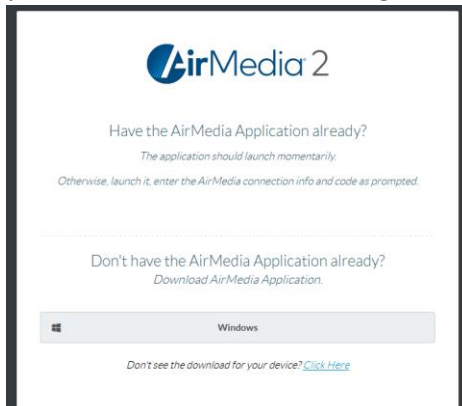 AirMedia 2
Have the AirMedia Application already?
The application should launch momentarily.
Otherwise, launch it, enter the AirMedia connection info and code as prompted.
Don't have the AirMedia Application already?
Download AirMedia Application.
Windows
Don't see the download for your device? Click Here